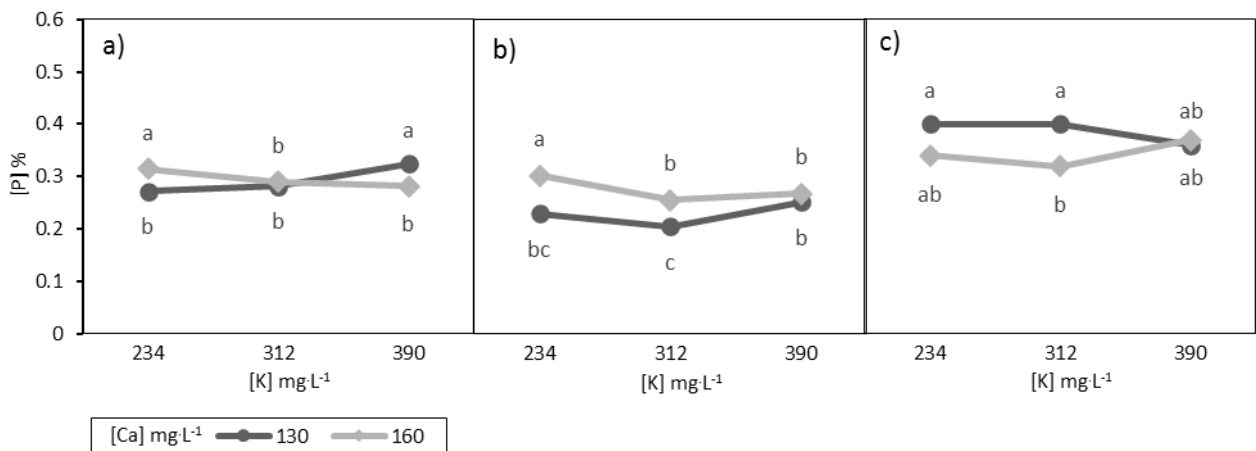 0.6
0.5
0.4
0.3
0.2
0.1
0
[P] %
a)
a
b
a
b
b
b
b)
a
b
b
bc
c
b
c)
a
a
ab
ab
b
ab
234 312 390
234 312 390
234 312 390
[K] mg·L⁻¹
[K] mg·L⁻¹
[K] mg·L⁻¹
[Ca] mg·L⁻¹ 130 160